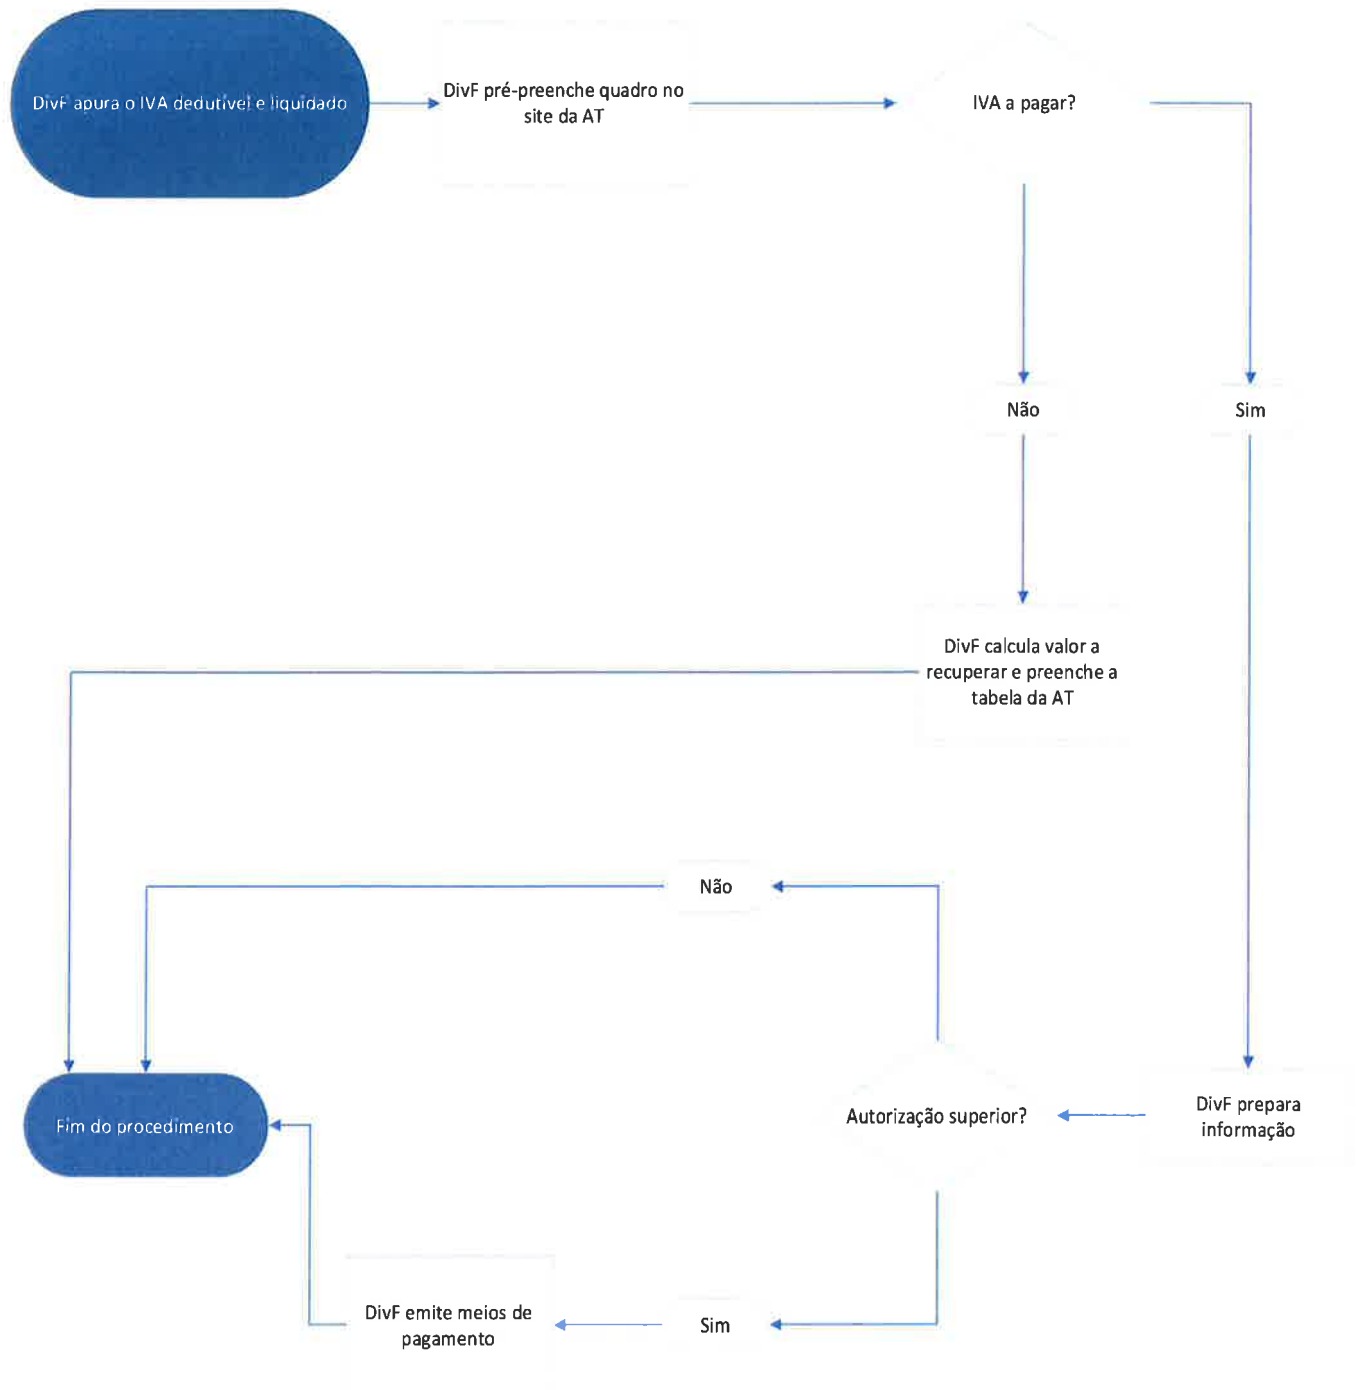 DivF apura o IVA dedutível e liquidado
DivF pré-preenche quadro no
site da AT
IVA a pagar?
Não
Sim
DivF calcula valor a
recuperar e preenche a
tabela da AT
Não
Fim do procedimento
Autorização superior?
DivF prepara
informação
DivF emite meios de
pagamento
Sim